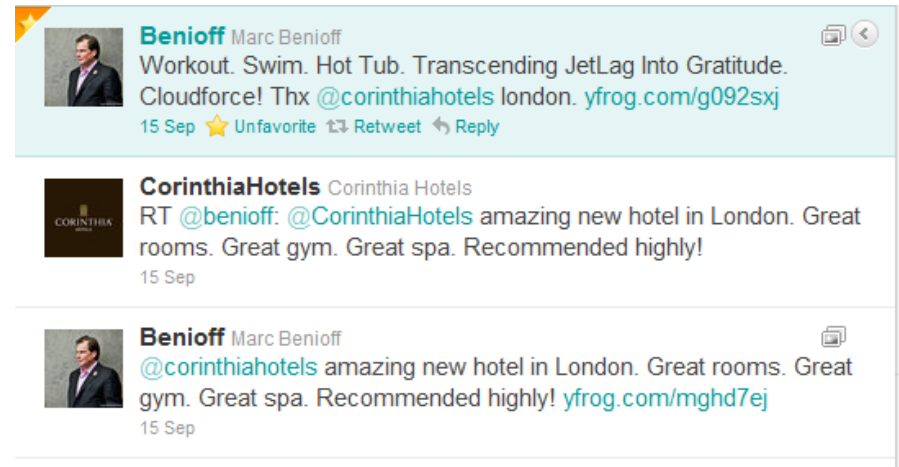 Benioff Marc Benioff
Workout. Swim. Hot Tub. Transcending JetLag Into Gratitude.
Cloudforce! Thx @corinthiahotels london. yfrog.com/g092sxj
15 Sep Unfavorite Retweet Reply
CorinthiaHotels Corinthia Hotels
CORINTHIA
HOTELS
RT @benioff: @CorinthiaHotels amazing new hotel in London. Great
rooms. Great gym. Great spa. Recommended highly!
15 Sep
Benioff Marc Benioff
@corinthiahotels amazing new hotel in London. Great rooms. Great
gym. Great spa. Recommended highly! yfrog.com/mghd7ej
15 Sep